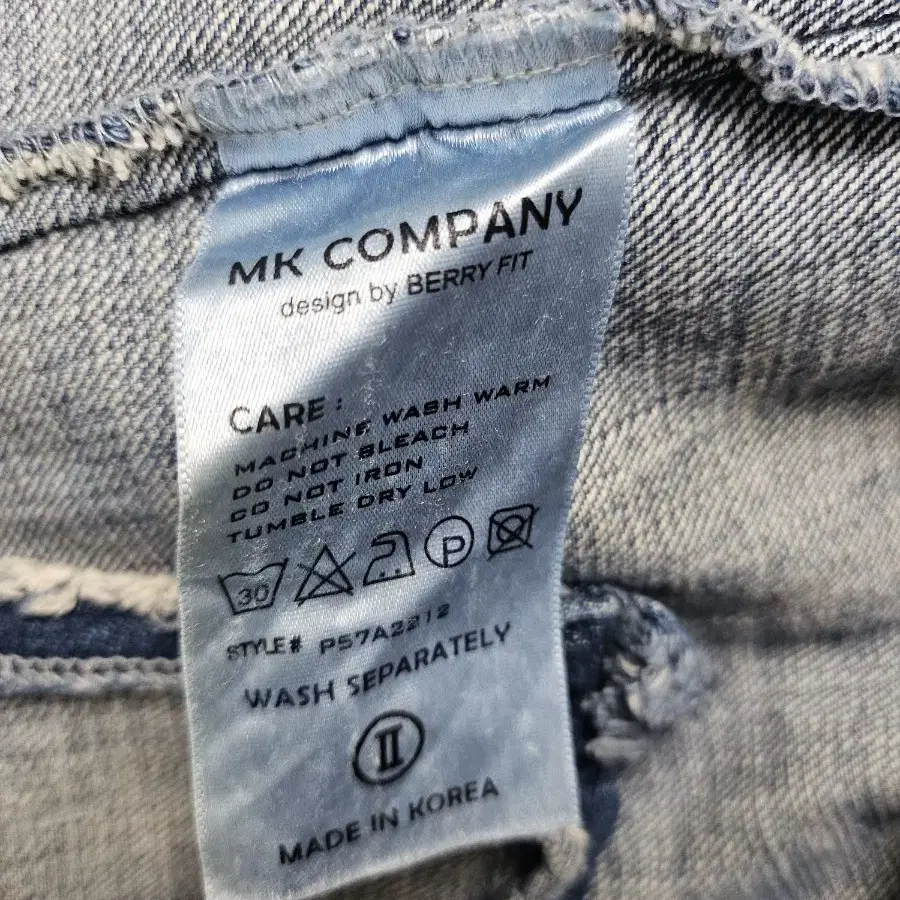 MK COMPANY
design by BERRY FIT
CARE :
MACHINE WASH WARM
DO NOT BLEACH
DO NOT IRON
TUMBLE DRY LOW
30 P
STYLE# P57A2212
WASH SEPARATELY
II
MADE IN KOREA